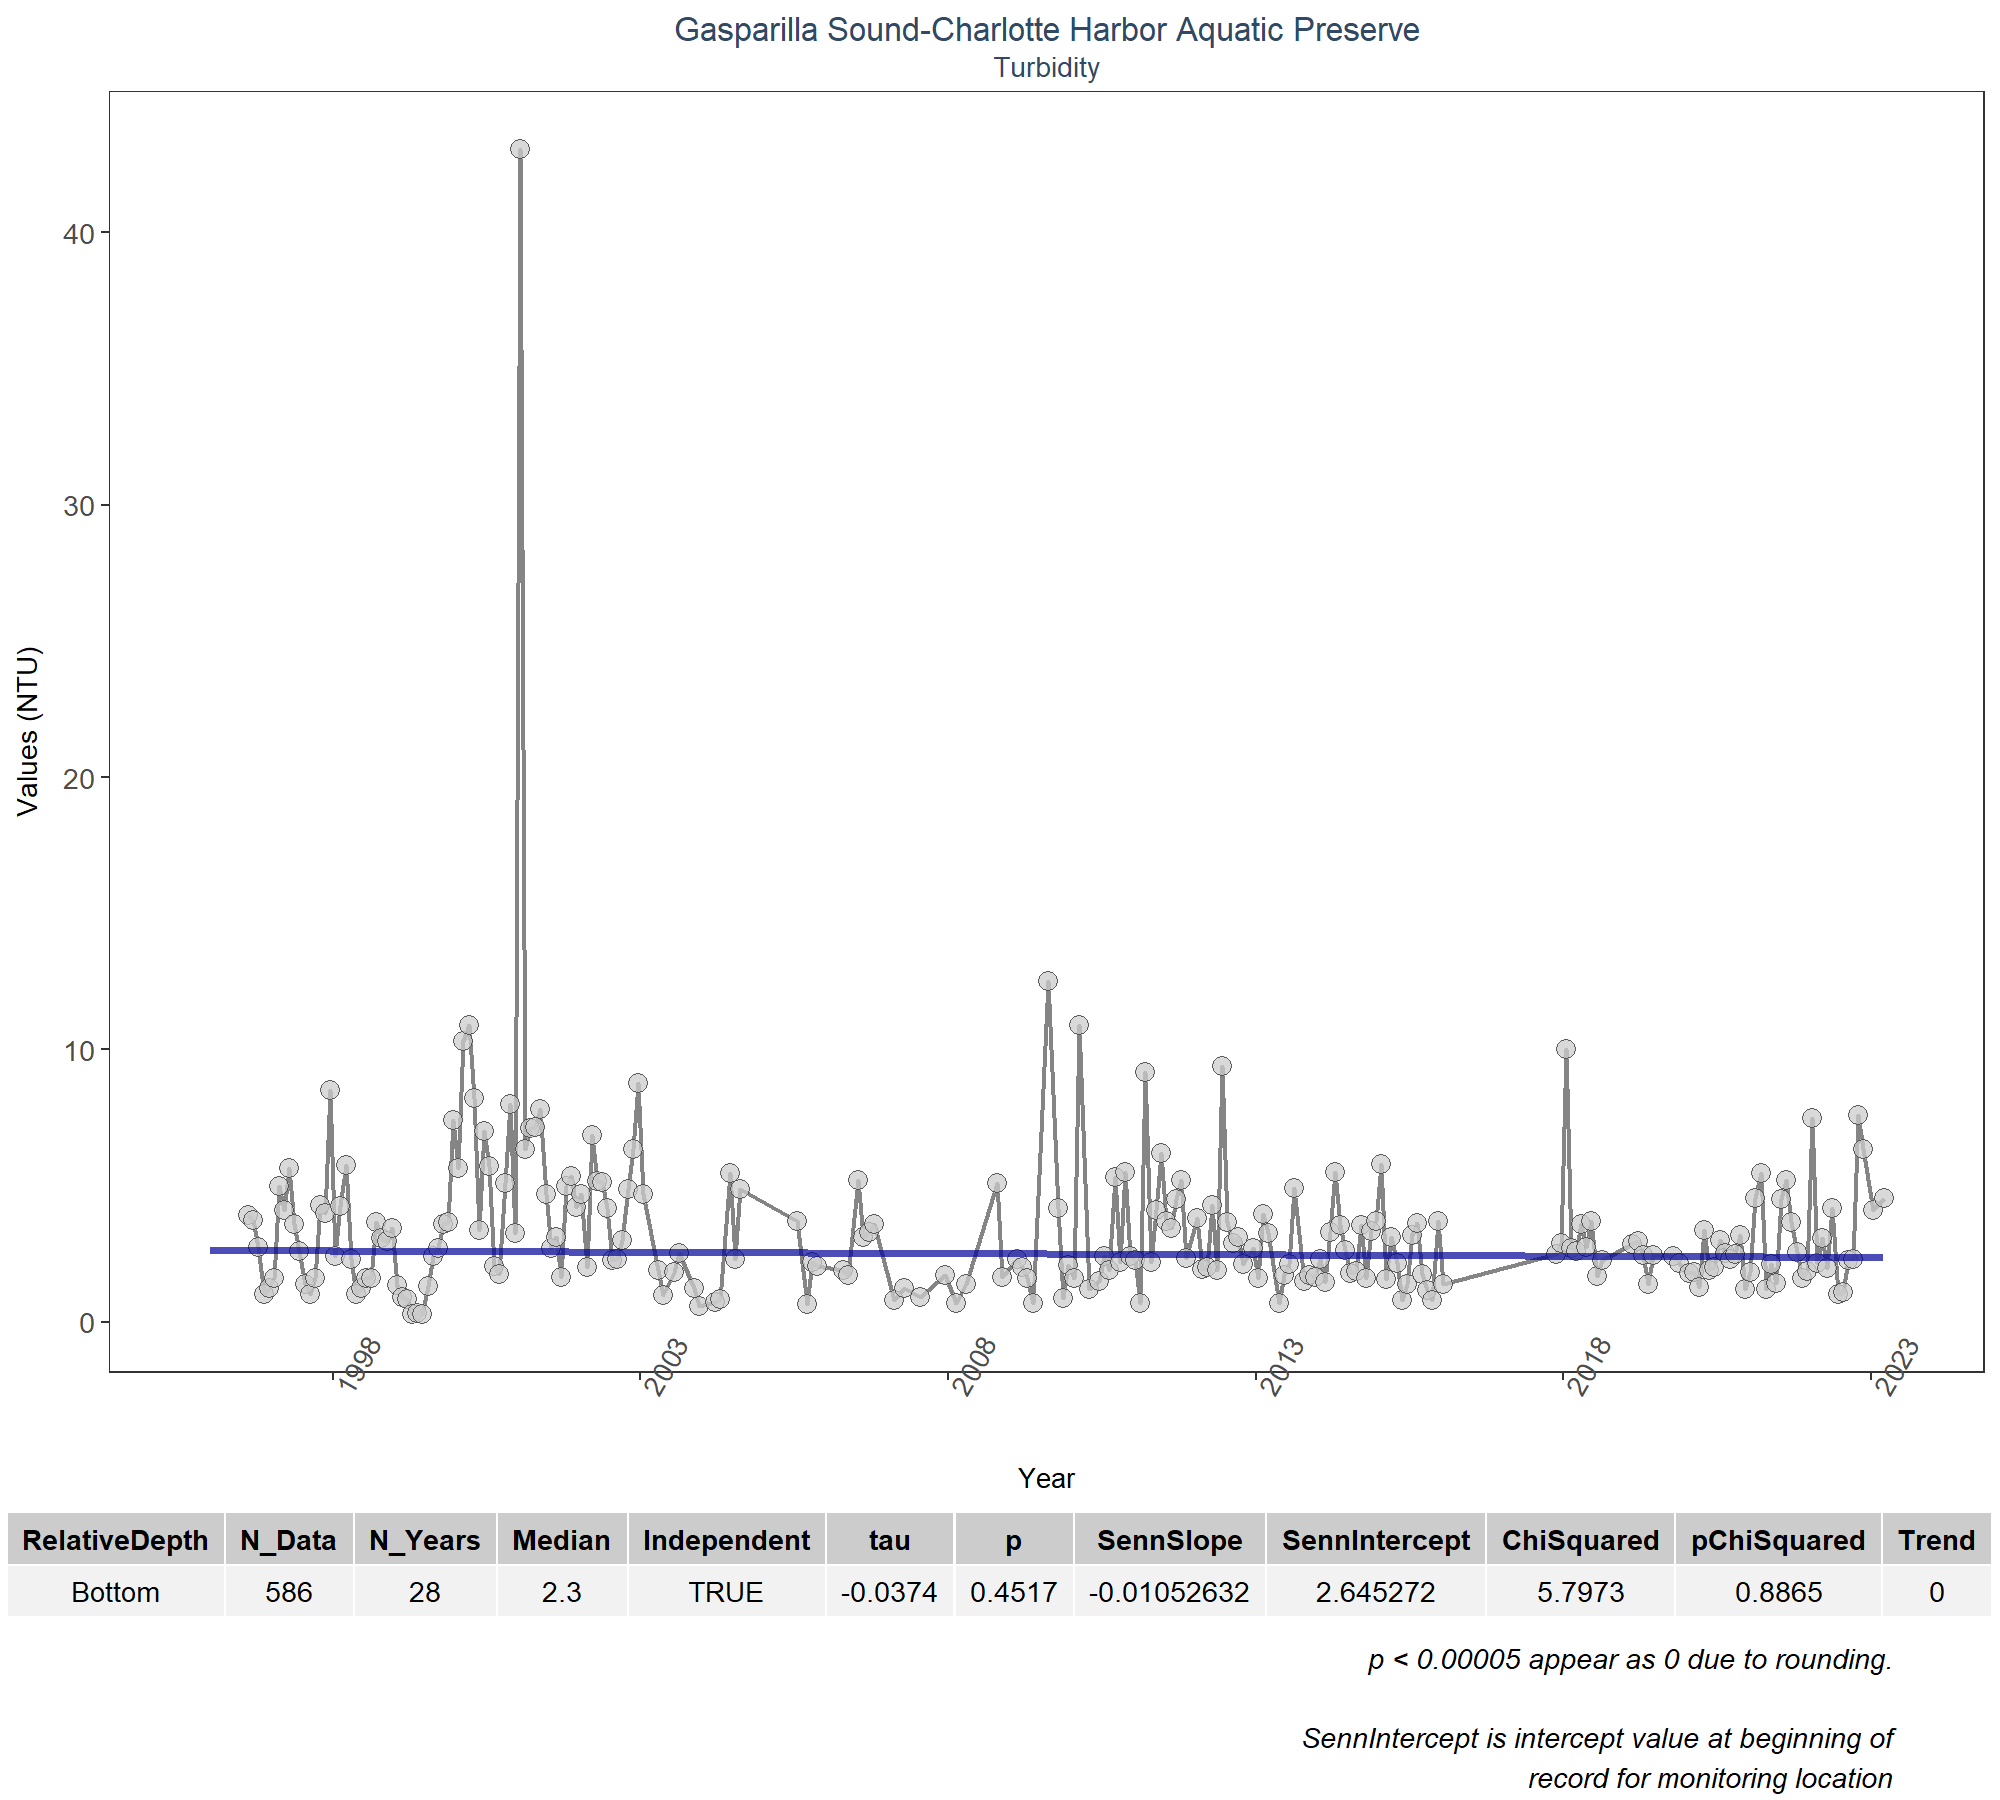 Gasparilla Sound-Charlotte Harbor Aquatic Preserve
Turbidity
Values (NTU)
40
30
20
10
0
1998 2003 2008 2013 2018 2023
Year
RelativeDepth N_Data N_Years Median Independent tau p SennSlope SennIntercept ChiSquared pChiSquared Trend
Bottom 586 28 2.3 TRUE -0.0374 0.4517 -0.01052632 2.645272 5.7973 0.8865 0
p < 0.00005 appear as 0 due to rounding.
SennIntercept is intercept value at beginning of
record for monitoring location